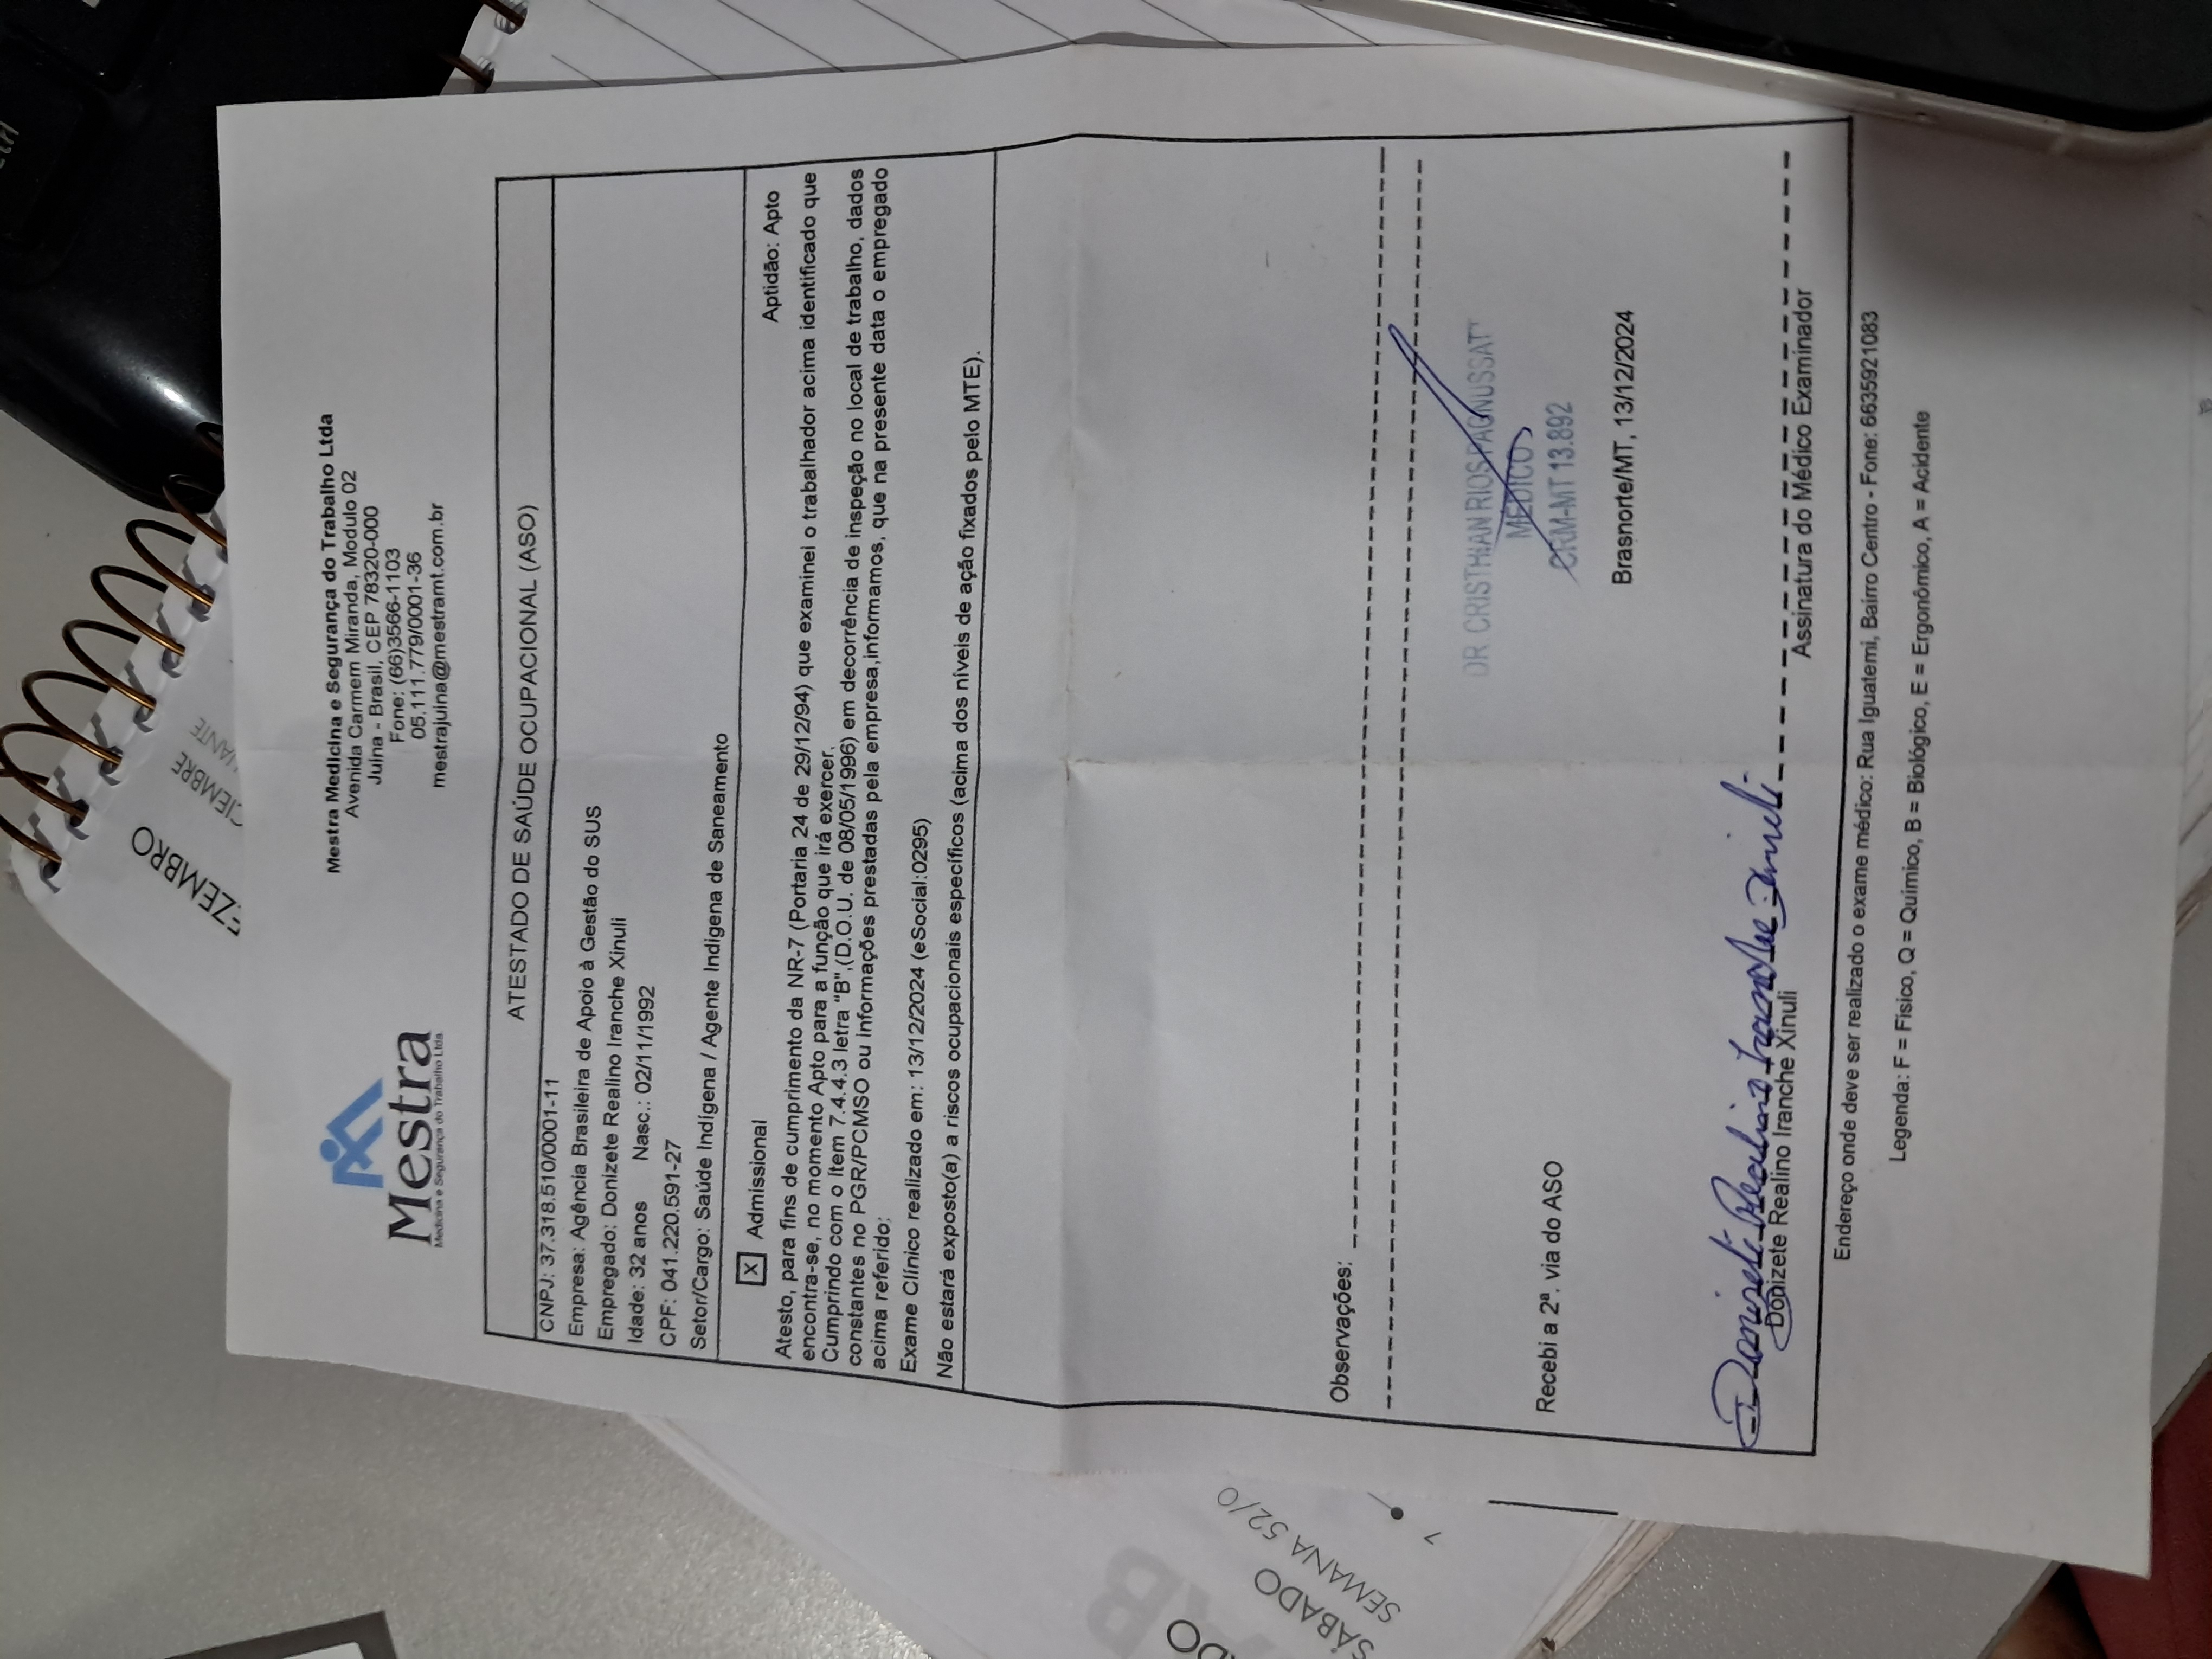 EZEMBRO
CIEMBRE
Mestra
Medicina e Segurança do Trabalho Ltda.
Mestra Medicina e Segurança do Trabalho Ltda
Avenida Carmem Miranda, Modulo 02
Juina - Brasil, CEP 78320-000
Fone: (66)3566-1103
05.111.779/0001-36
mestrajuina@mestramt.com.br
ATESTADO DE SAÚDE OCUPACIONAL (ASO)
CNPJ: 37.318.510/0001-11
Empresa: Agência Brasileira de Apoio à Gestão do SUS
Empregado: Donizete Realino Iranche Xinuli
Idade: 32 anos Nasc.: 02/11/1992
CPF: 041.220.591-27
Setor/Cargo: Saúde Indígena / Agente Indigena de Saneamento
X Admissional
Aptidão: Apto
Atesto, para fins de cumprimento da NR-7 (Portaria 24 de 29/12/94) que examinei o trabalhador acima identificado que
encontra-se, no momento Apto para a função que irá exercer.
Cumprindo com o ítem 7.4.4.3 letra "B",(D.O.U. de 08/05/1996) em decorrência de inspeção no local de trabalho, dados
constantes no PGR/PCMSO ou informações prestadas pela empresa,informamos, que na presente data o empregado
acima referido:
Exame Clínico realizado em: 13/12/2024 (eSocial:0295)
Não estará exposto(a) a riscos ocupacionais específicos (acima dos níveis de ação fixados pelo MTE).
SÁBADO
SEMANA 52/0
7
Observações:
DR. CRISTHIAN RIOS PAGNUSSATT
MÉDICO
CRM-MT 13.892
Recebi a 2ª. via do ASO
Brasnorte/MT, 13/12/2024
Donizete Realino Iranche Xinuli
Donizete Realino Iranche Xinuli
Assinatura do Médico Examinador
Endereço onde deve ser realizado o exame médico: Rua Iguatemi, Bairro Centro - Fone: 6635921083
Legenda: F = Físico, Q = Químico, B = Biológico, E = Ergonômico, A = Acidente